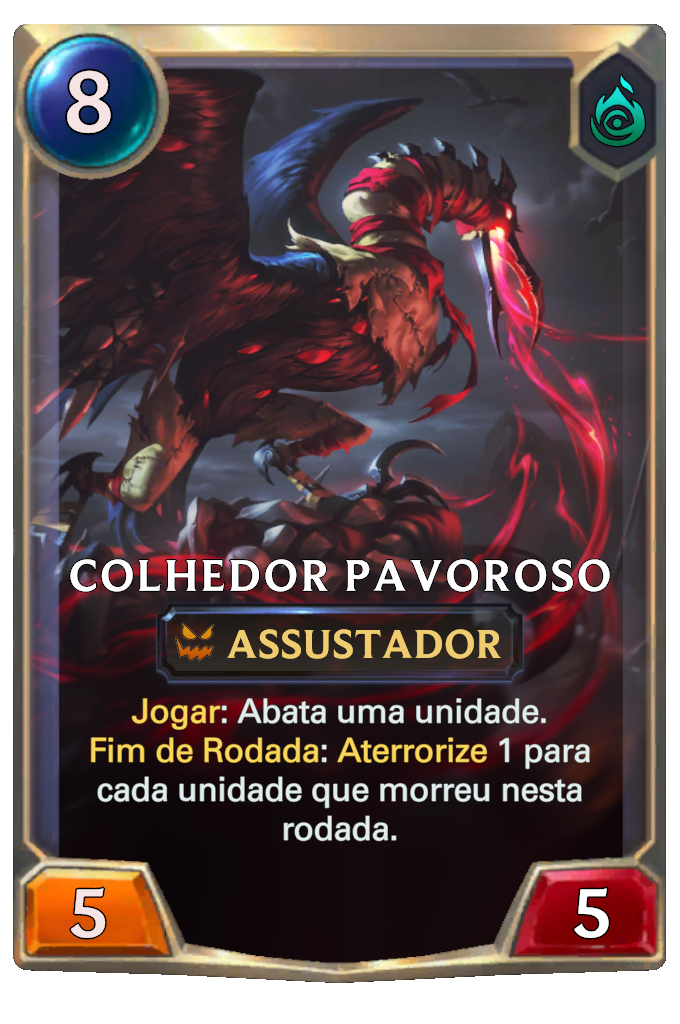 8
COLHEDOR PAVOROSO
ASSUSTADOR
Jogar: Abata uma unidade.
Fim de Rodada: Aterrorize 1 para
cada unidade que morreu nesta
rodada.
5
5